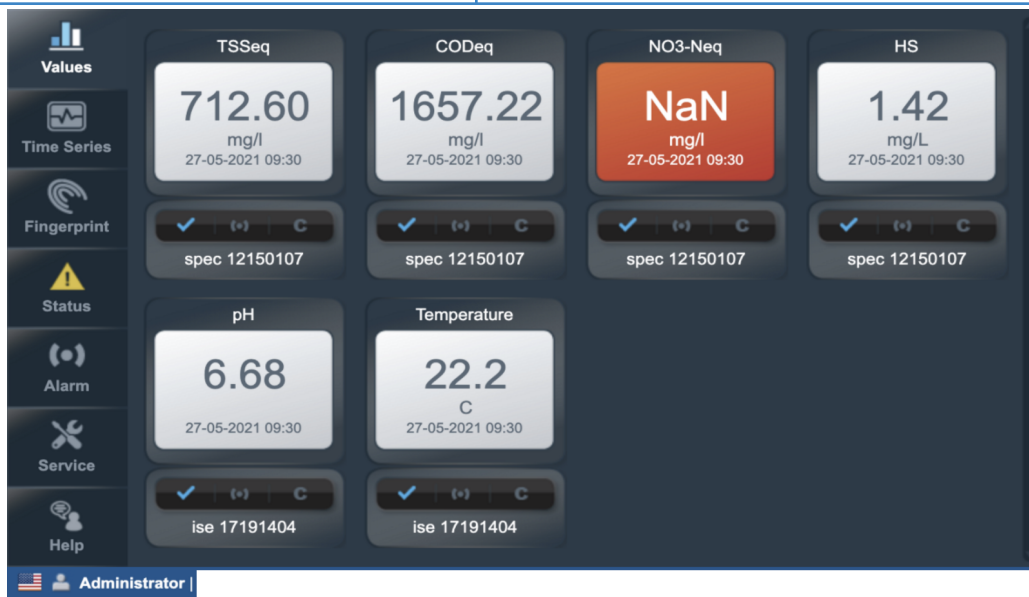 Values
Time Series
Fingerprint
Status
Alarm
Service
Help
TSSeq
712.60
mg/l
27-05-2021 09:30
C
spec 12150107
CODeq
1657.22
mg/l
27-05-2021 09:30
C
spec 12150107
NO3-Neq
NaN
mg/l
27-05-2021 09:30
C
spec 12150107
HS
1.42
mg/L
27-05-2021 09:30
C
spec 12150107
pH
6.68
27-05-2021 09:30
C
ise 17191404
Temperature
22.2
C
27-05-2021 09:30
C
ise 17191404
Administrator |